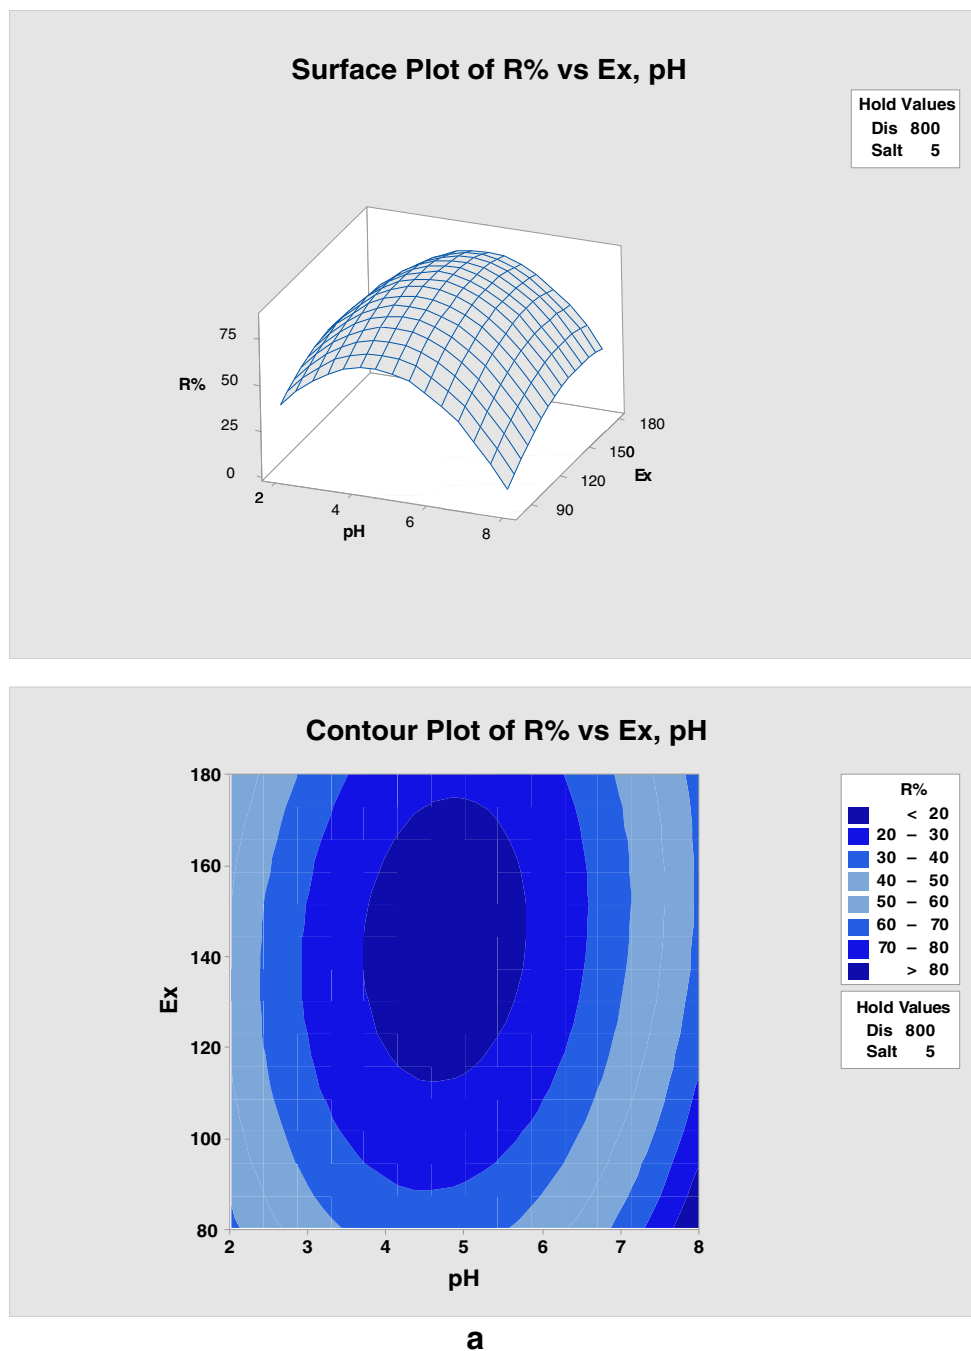 Surface Plot of R% vs Ex, pH
Hold Values
Dis 800
Salt 5
75
50
25
0
R%
2
4
6
8
pH
180
150
120
90
Ex
Contour Plot of R% vs Ex, pH
180
160
140
120
100
80
Ex
2 3 4 5 6 7 8
pH
R%
< 20
20 – 30
30 – 40
40 – 50
50 – 60
60 – 70
70 – 80
> 80
Hold Values
Dis 800
Salt 5
a